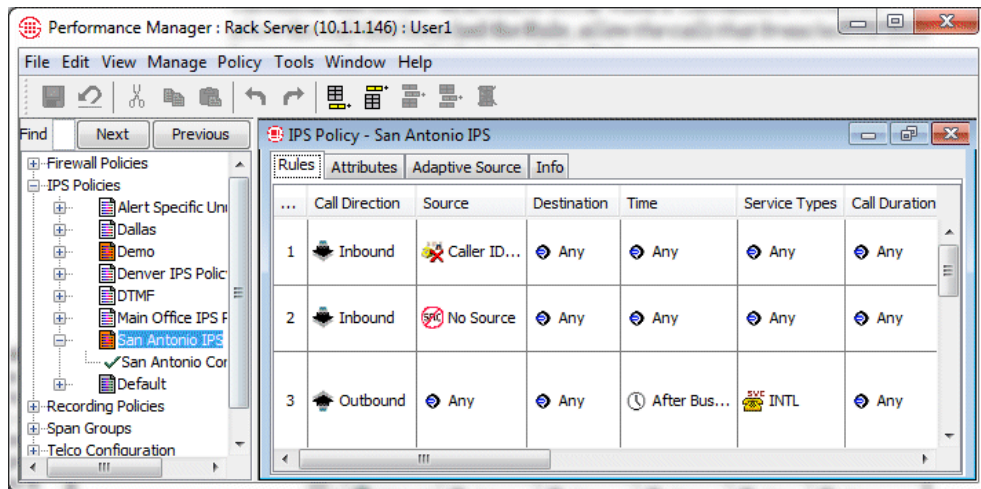 Performance Manager : Rack Server (10.1.1.146) : User1
File Edit View Manage Policy Tools Window Help
Find Next Previous
Firewall Policies
IPS Policies
Alert Specific Un
Dallas
Demo
Denver IPS Polic
DTMF
Main Office IPS P
San Antonio IPS
San Antonio Cor
Default
Recording Policies
Span Groups
Telco Configuration
IPS Policy - San Antonio IPS
Rules Attributes Adaptive Source Info
... Call Direction Source Destination Time Service Types Call Duration
1 Inbound Caller ID... Any Any Any Any
2 Inbound SRC No Source Any Any Any Any
3 Outbound Any Any After Bus... SVC INTL Any